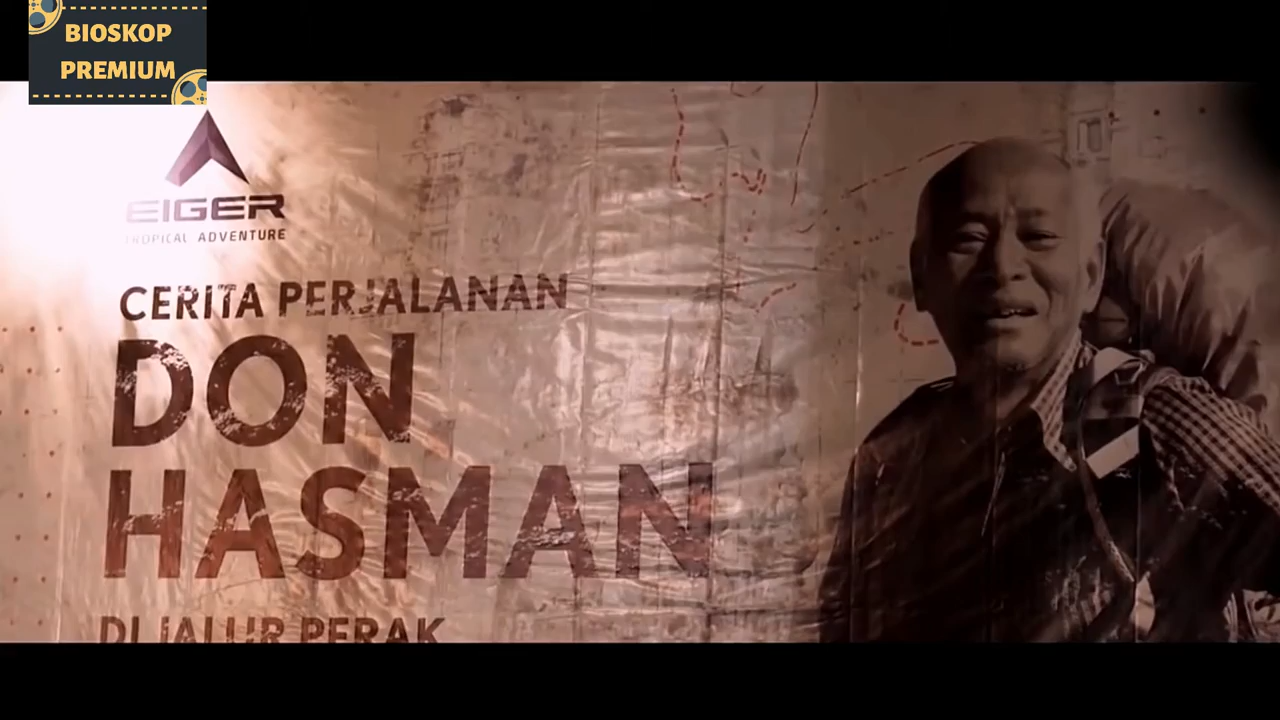 BIOSKOP
PREMIUM
EIGER
TROPICAL ADVENTURE
CERITA PERJALANAN
DON
HASMAN
DI JALUR PERAK